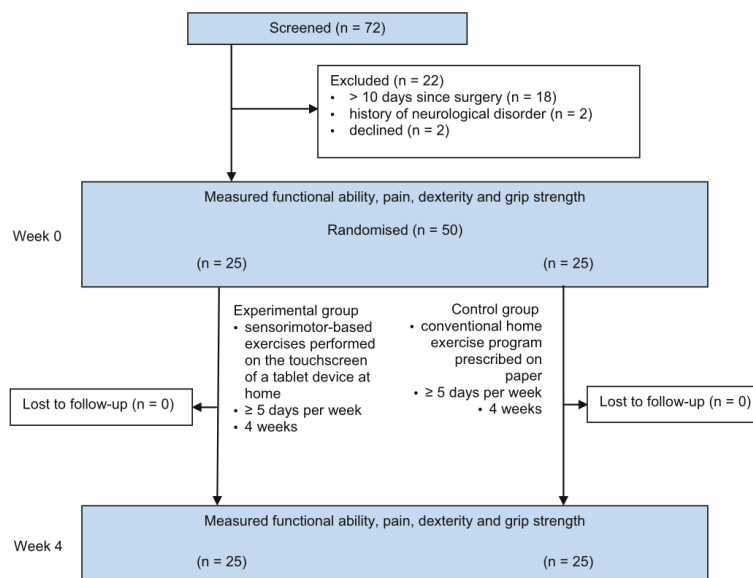 Screened (n = 72)
Excluded (n = 22)
• > 10 days since surgery (n = 18)
• history of neurological disorder (n = 2)
• declined (n = 2)
Measured functional ability, pain, dexterity and grip strength
Week 0
Randomised (n = 50)
(n = 25)
(n = 25)
Experimental group
• sensorimotor-based
exercises performed
on the touchscreen
of a tablet device at
home
• ≥ 5 days per week
• 4 weeks
Control group
• conventional home
exercise program
prescribed on
paper
• ≥ 5 days per week
• 4 weeks
Lost to follow-up (n = 0)
Lost to follow-up (n = 0)
Measured functional ability, pain, dexterity and grip strength
Week 4
(n = 25)
(n = 25)